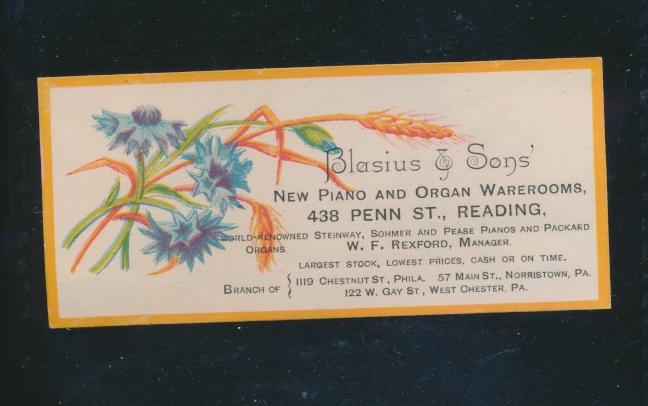 Blasius & Sons'
NEW PIANO AND ORGAN WAREROOMS,
438 PENN ST., READING,
WORLD-RENOWNED STEINWAY, SOHMER AND PEASE PIANOS AND PACKARD
ORGANS
W. F. REXFORD, MANAGER.
LARGEST STOCK, LOWEST PRICES, CASH OR ON TIME.
BRANCH OF { 1119 CHESTNUT ST., PHILA. 57 MAIN ST., NORRISTOWN, PA.
122 W. GAY ST., WEST CHESTER, PA.